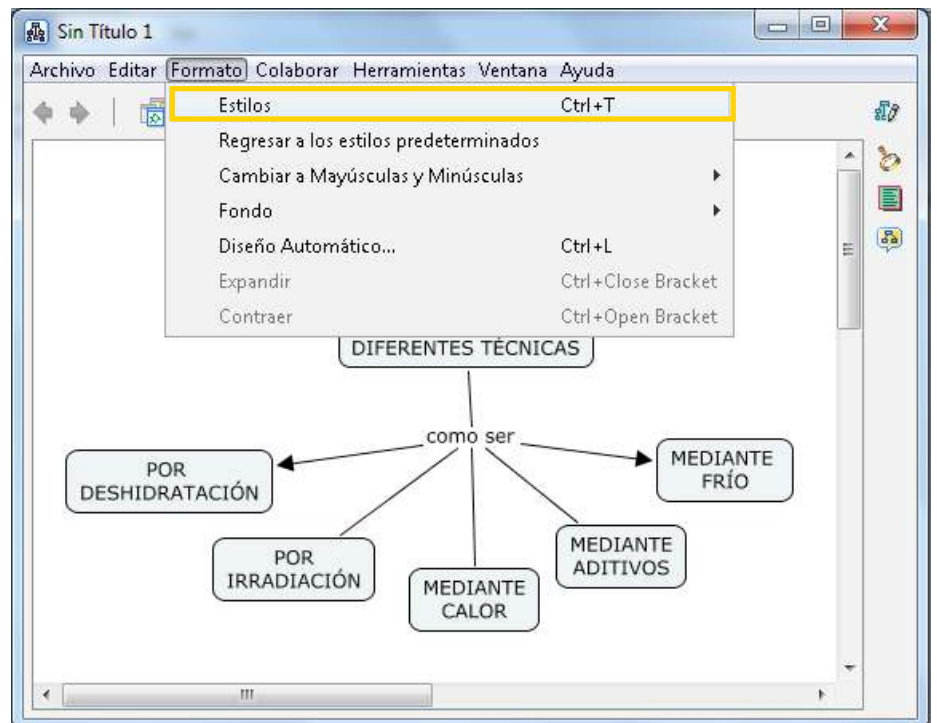 Sin Título 1
Archivo Editar Formato Colaborar Herramientas Ventana Ayuda
Estilos Ctrl+T
Regresar a los estilos predeterminados
Cambiar a Mayúsculas y Minúsculas
Fondo
Diseño Automático... Ctrl+L
Expandir Ctrl+Close Bracket
Contraer Ctrl+Open Bracket
DIFERENTES TÉCNICAS
como ser
POR
DESHIDRATACIÓN
MEDIANTE
FRÍO
POR
IRRADIACIÓN
MEDIANTE
ADITIVOS
MEDIANTE
CALOR